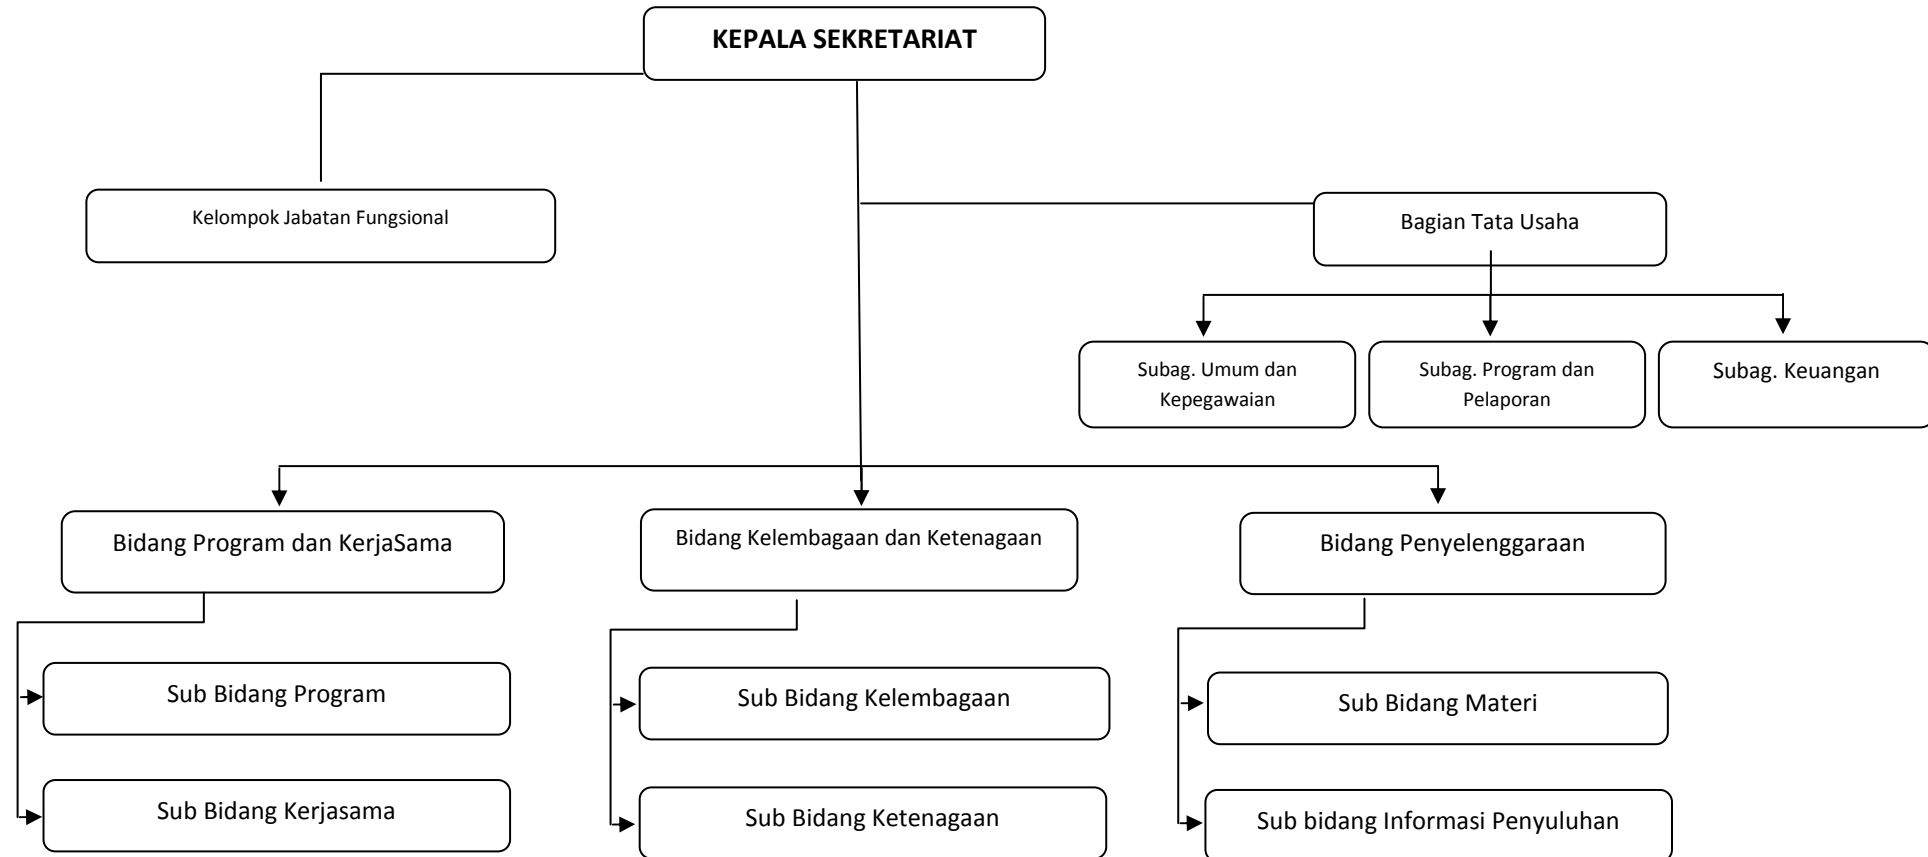 KEPALA SEKRETARIAT
Kelompok Jabatan Fungsional
Bagian Tata Usaha
Subag. Umum dan
Kepegawaian
Subag. Program dan
Pelaporan
Subag. Keuangan
Bidang Program dan KerjaSama
Bidang Kelembagaan dan Ketenagaan
Bidang Penyelenggaraan
Sub Bidang Program
Sub Bidang Kelembagaan
Sub Bidang Materi
Sub Bidang Kerjasama
Sub Bidang Ketenagaan
Sub bidang Informasi Penyuluhan